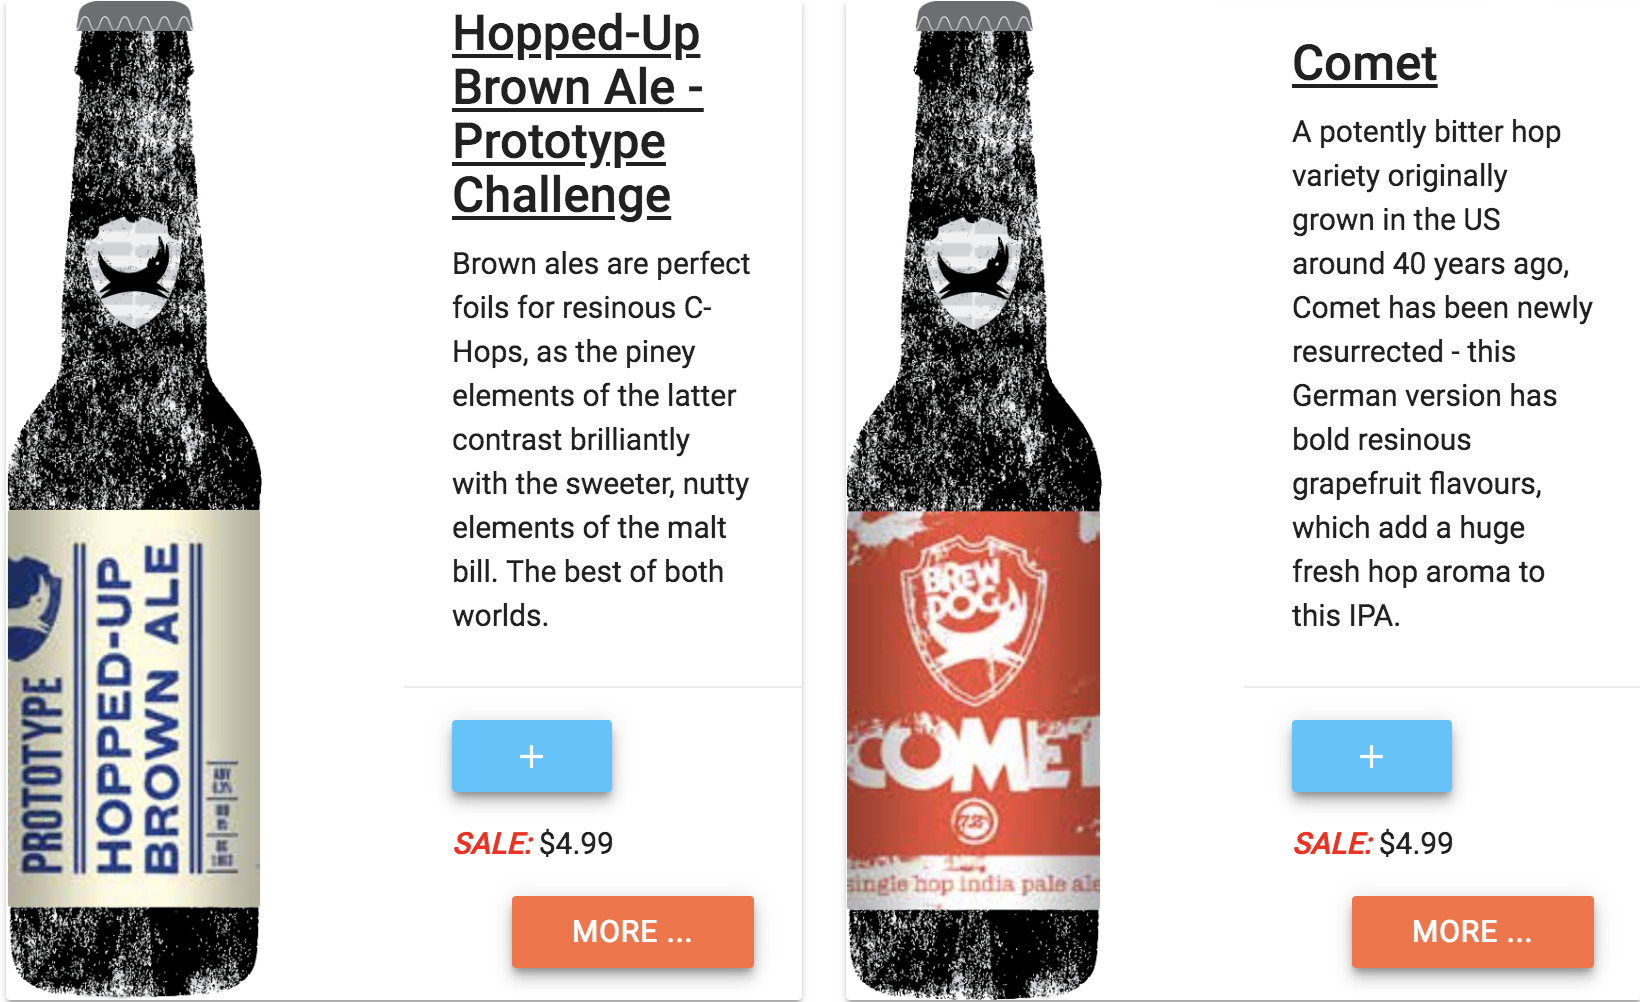 Hopped-Up
Brown Ale -
Prototype
Challenge
Brown ales are perfect
foils for resinous C-
Hops, as the piney
elements of the latter
contrast brilliantly
with the sweeter, nutty
elements of the malt
bill. The best of both
worlds.
+
SALE: $4.99
MORE ...
PROTOTYPE
HOPPED-UP
BROWN ALE
ABV
Comet
A potently bitter hop
variety originally
grown in the US
around 40 years ago,
Comet has been newly
resurrected - this
German version has
bold resinous
grapefruit flavours,
which add a huge
fresh hop aroma to
this IPA.
+
SALE: $4.99
MORE ...
BREW
DOG
COMET
single hop india pale ale